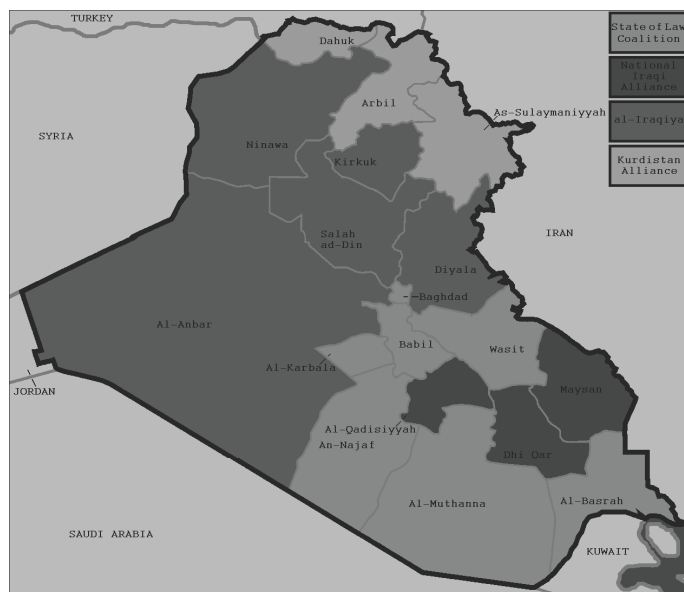 TURKEY
State of Law
Coalition
Dahuk
National
Iraqi
Alliance
Arbil
As-Sulaymaniyyah
al-Iraqiya
SYRIA
Ninawa
Kirkuk
Kurdistan
Alliance
Salah
ad-Din
IRAN
Diyala
Baghdad
Al-Anbar
Babil
Wasit
Al-Karbala
JORDAN
Maysan
Al-Qadisiyyah
An-Najaf
Dhi Qar
Al-Muthanna
Al-Basrah
SAUDI ARABIA
KUWAIT